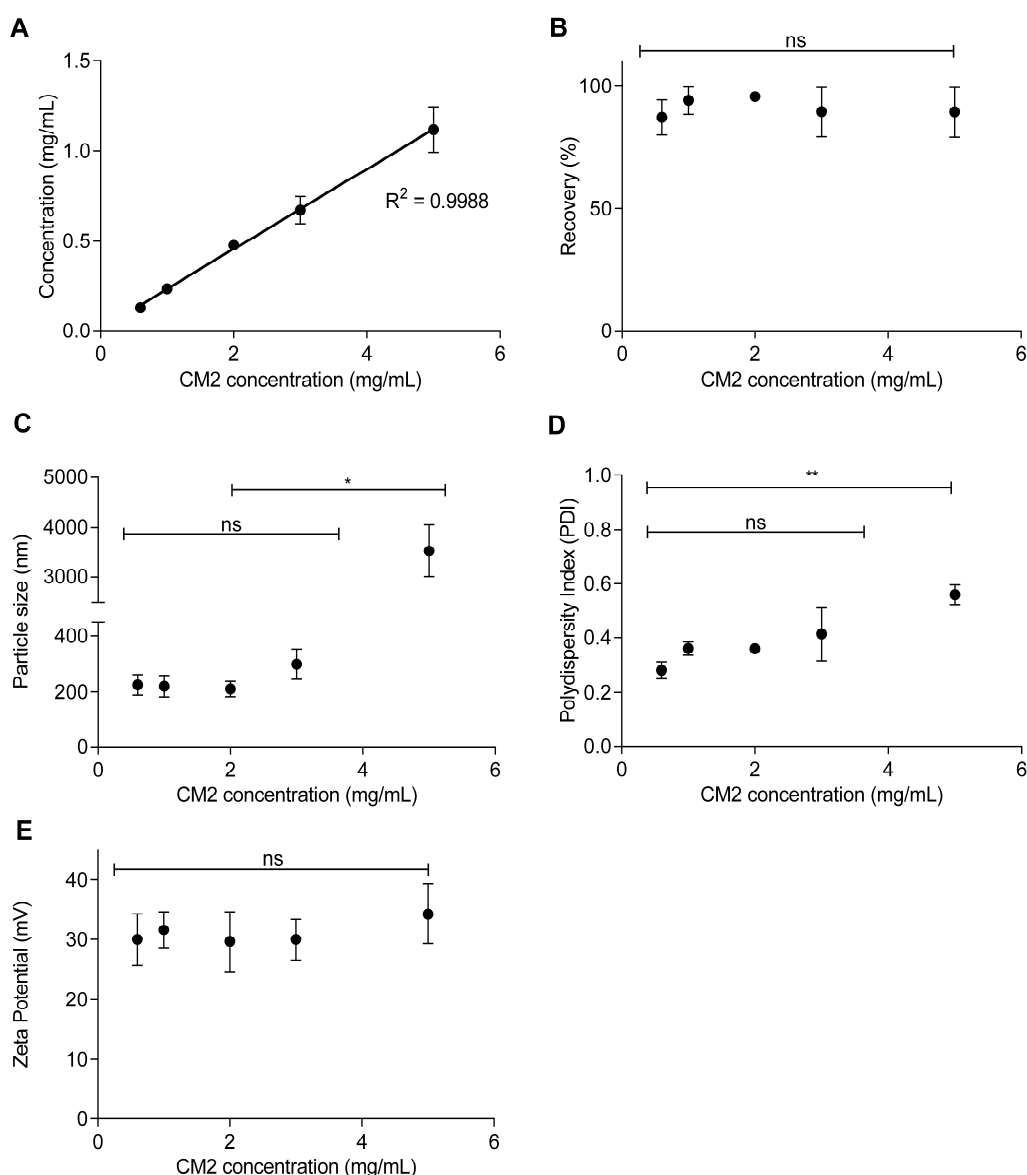 A
1.5
1.0
0.5
0.0
0 2 4 6
Concentration (mg/mL)
R² = 0.9988
CM2 concentration (mg/mL)
B
ns
100
50
0
0 2 4 6
Recovery (%)
CM2 concentration (mg/mL)
C
5000
4000
3000
400
200
0
0 2 4 6
Particle size (nm)
*
ns
CM2 concentration (mg/mL)
D
1.0
0.8
0.6
0.4
0.2
0.0
0 2 4 6
Polydispersity Index (PDI)
**
ns
CM2 concentration (mg/mL)
E
ns
40
30
20
10
0
0 2 4 6
Zeta Potential (mV)
CM2 concentration (mg/mL)